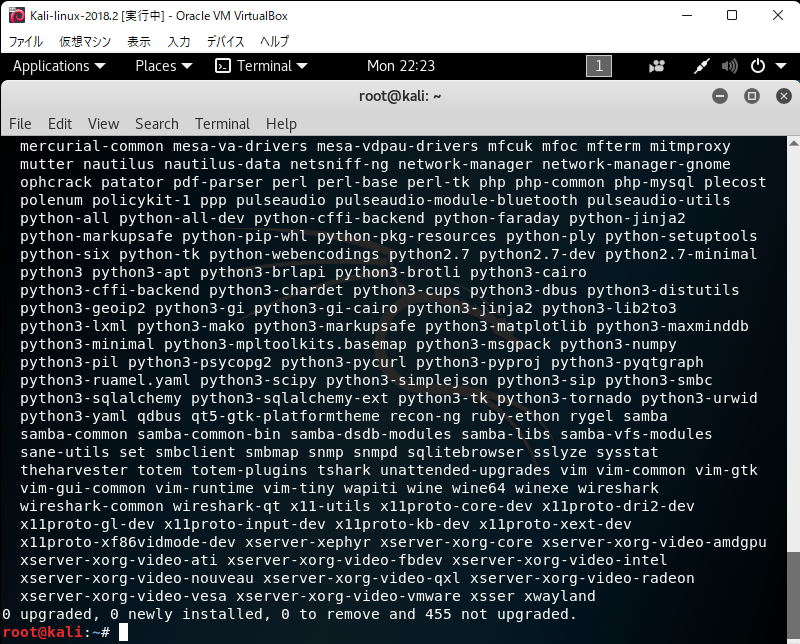 Kali-linux-2018.2 [実行中] - Oracle VM VirtualBox
ファイル 仮想マシン 表示 入力 デバイス ヘルプ
Applications Places Terminal Mon 22:23 1
root@kali: ~
File Edit View Search Terminal Help
mercurial-common mesa-va-drivers mesa-vdpau-drivers mfcuk mfoc mfterm mitmproxy
mutter nautilus nautilus-data netsniff-ng network-manager network-manager-gnome
ophcrack patator pdf-parser perl perl-base perl-tk php php-common php-mysql plecost
polenum policykit-1 ppp pulseaudio pulseaudio-module-bluetooth pulseaudio-utils
python-all python-all-dev python-cffi-backend python-faraday python-jinja2
python-markupsafe python-pip-whl python-pkg-resources python-ply python-setuptools
python-six python-tk python-webencodings python2.7 python2.7-dev python2.7-minimal
python3 python3-apt python3-brlapi python3-brotli python3-cairo
python3-cffi-backend python3-chardet python3-cups python3-dbus python3-distutils
python3-geoip2 python3-gi python3-gi-cairo python3-jinja2 python3-lib2to3
python3-lxml python3-mako python3-markupsafe python3-matplotlib python3-maxminddb
python3-minimal python3-mpltoolkits.basemap python3-msgpack python3-numpy
python3-pil python3-psycopg2 python3-pycurl python3-pyproj python3-pyqtgraph
python3-ruamel.yaml python3-scipy python3-simplejson python3-sip python3-smbc
python3-sqlalchemy python3-sqlalchemy-ext python3-tk python3-tornado python3-urwid
python3-yaml qdbus qt5-gtk-platformtheme recon-ng ruby-ethon rygel samba
samba-common samba-common-bin samba-dsdb-modules samba-libs samba-vfs-modules
sane-utils set smbclient smbmap snmp snmpd sqlitebrowser sslyze sysstat
theharvester totem totem-plugins tshark unattended-upgrades vim vim-common vim-gtk
vim-gui-common vim-runtime vim-tiny wapiti wine wine64 winexe wireshark
wireshark-common wireshark-qt x11-utils x11proto-core-dev x11proto-dri2-dev
x11proto-gl-dev x11proto-input-dev x11proto-kb-dev x11proto-xext-dev
x11proto-xf86vidmode-dev xserver-xephyr xserver-xorg-core xserver-xorg-video-amdgpu
xserver-xorg-video-ati xserver-xorg-video-fbdev xserver-xorg-video-intel
xserver-xorg-video-nouveau xserver-xorg-video-qxl xserver-xorg-video-radeon
xserver-xorg-video-vesa xserver-xorg-video-vmware xsser xwayland
0 upgraded, 0 newly installed, 0 to remove and 455 not upgraded.
root@kali:~#